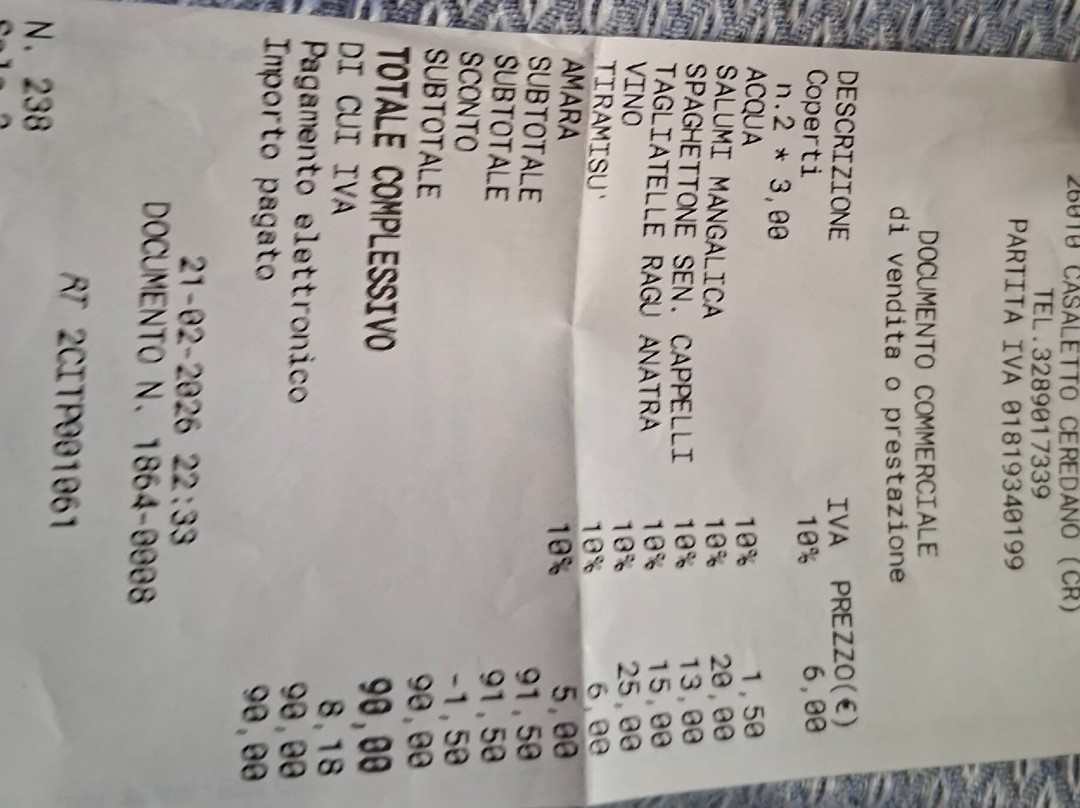 26010 CASALETTO CEREDANO (CR)
TEL.3289017339
PARTITA IVA 01819340199
DOCUMENTO COMMERCIALE
di vendita o prestazione
DESCRIZIONE IVA PREZZO(€)
Coperti 10% 6,00
n.2 * 3,00
ACQUA 10% 1,50
SALUMI MANGALICA 10% 20,00
SPAGHETTONE SEN. CAPPELLI 10% 13,00
TAGLIATELLE RAGU ANATRA 10% 15,00
VINO 10% 25,00
TIRAMISU' 10% 6,00
AMARA 10% 5,00
SUBTOTALE 91,50
SUBTOTALE 91,50
SCONTO -1,50
SUBTOTALE 90,00
TOTALE COMPLESSIVO 90,00
DI CUI IVA 8,18
Pagamento elettronico 90,00
Importo pagato 90,00
21-02-2026 22:33
DOCUMENTO N. 1864-0008
RT 2CITP001061
N. 238